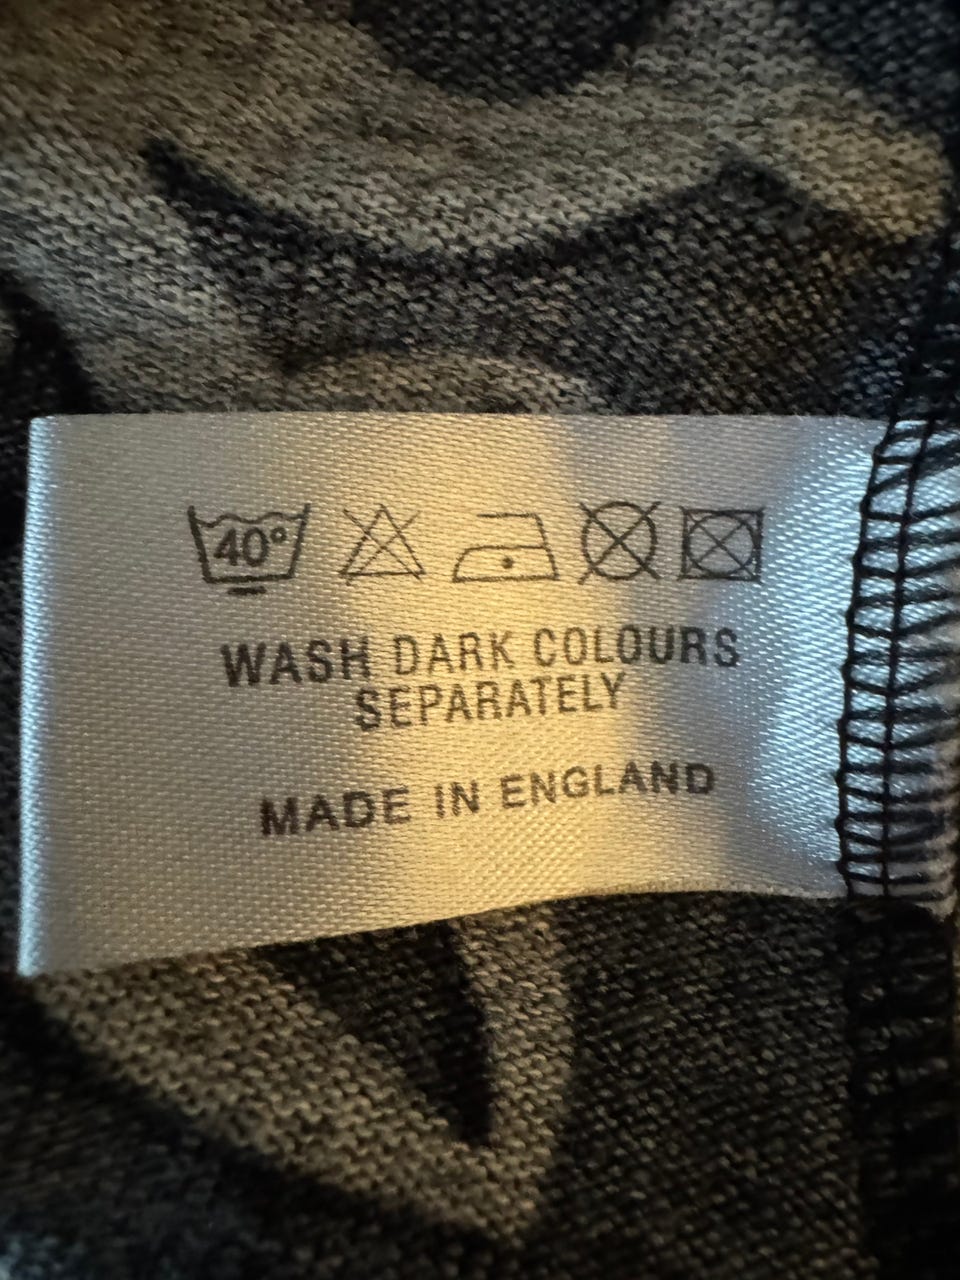 40°
WASH DARK COLOURS
SEPARATELY
MADE IN ENGLAND